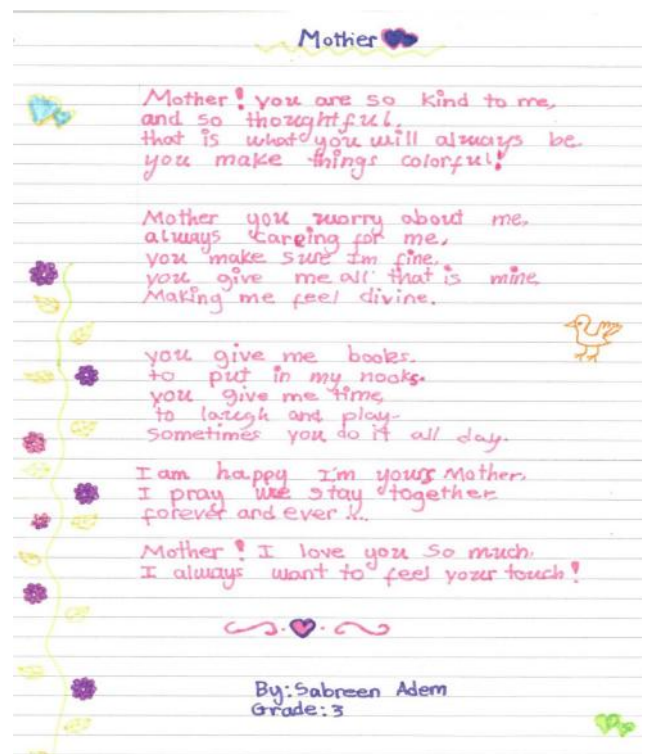 Mother
Mother! you are so kind to me,
and so thoughtful.
that is what you will always be
you make things colorful!
Mother you worry about me,
always careing for me,
you make sure Im fine.
you give me all that is mine
Making me feel divine.
you give me books.
to put in my nooks.
you give me time
to laugh and play.
Sometimes you do it all day.
I am happy I'm yours Mother.
I pray we stay together
forever and ever
Mother! I love you so much.
I always want to feel your touch!
By: Sabreen Adem
Grade: 3